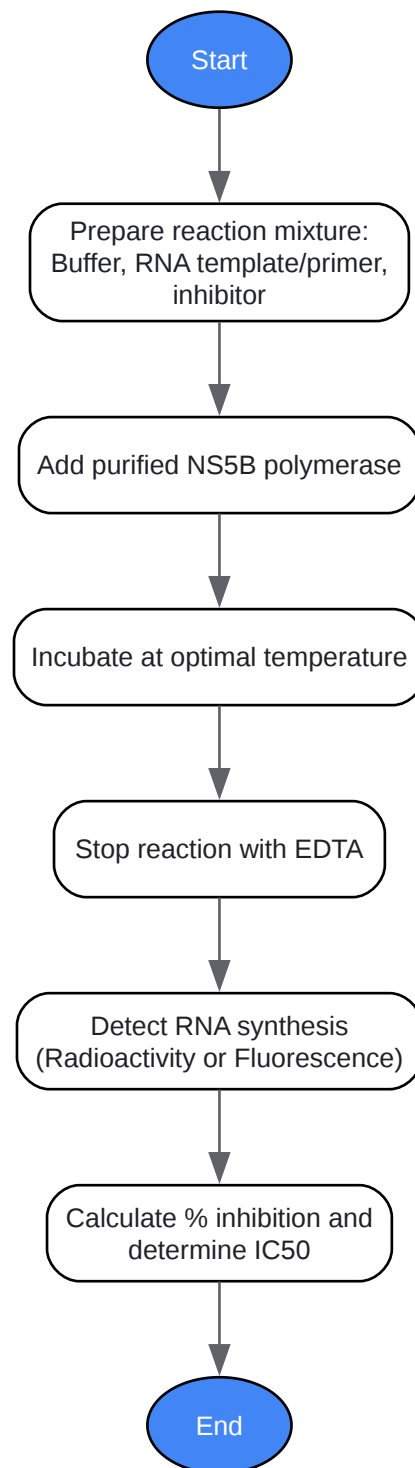 Start
Prepare reaction mixture:
Buffer, RNA template/primer,
inhibitor
Add purified NS5B polymerase
Incubate at optimal temperature
Stop reaction with EDTA
Detect RNA synthesis
(Radioactivity or Fluorescence)
Calculate % inhibition and
determine IC50
End